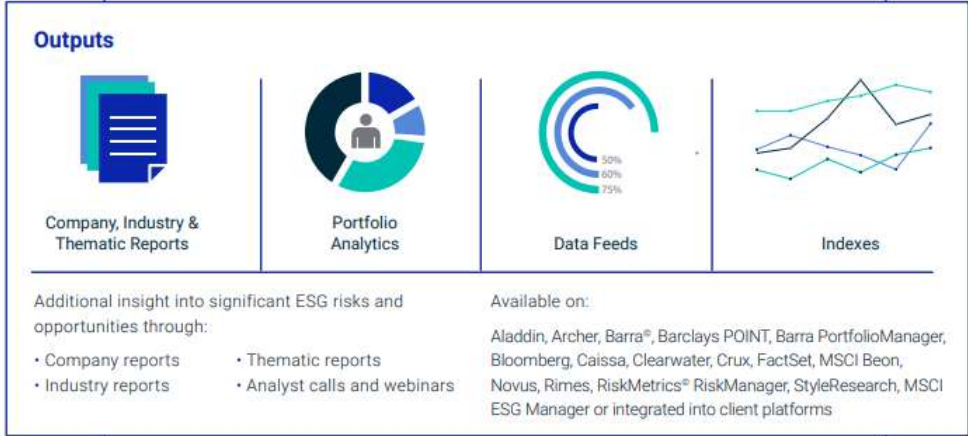 Outputs
50%
60%
75%
Company, Industry &
Thematic Reports
Portfolio
Analytics
Data Feeds
Indexes
Additional insight into significant ESG risks and
opportunities through:
• Company reports
• Industry reports
• Thematic reports
• Analyst calls and webinars
Available on:
Aladdin, Archer, Barra©, Barclays POINT, Barra PortfolioManager,
Bloomberg, Caissa, Clearwater, Crux, FactSet, MSCI Beon,
Novus, Rimes, RiskMetrics© RiskManager, StyleResearch, MSCI
ESG Manager or integrated into client platforms